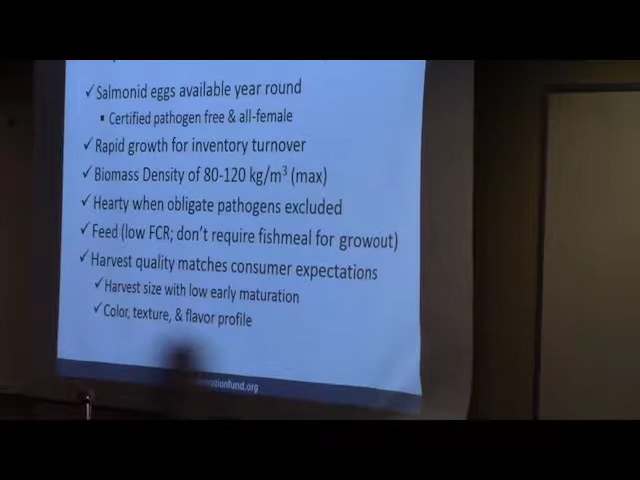 ✓Salmonid eggs available year round
▪ Certified pathogen free & all-female
✓Rapid growth for inventory turnover
✓Biomass Density of 80-120 kg/m³ (max)
✓Hearty when obligate pathogens excluded
✓Feed (low FCR; don't require fishmeal for growout)
✓Harvest quality matches consumer expectations
✓Harvest size with low early maturation
✓Color, texture, & flavor profile